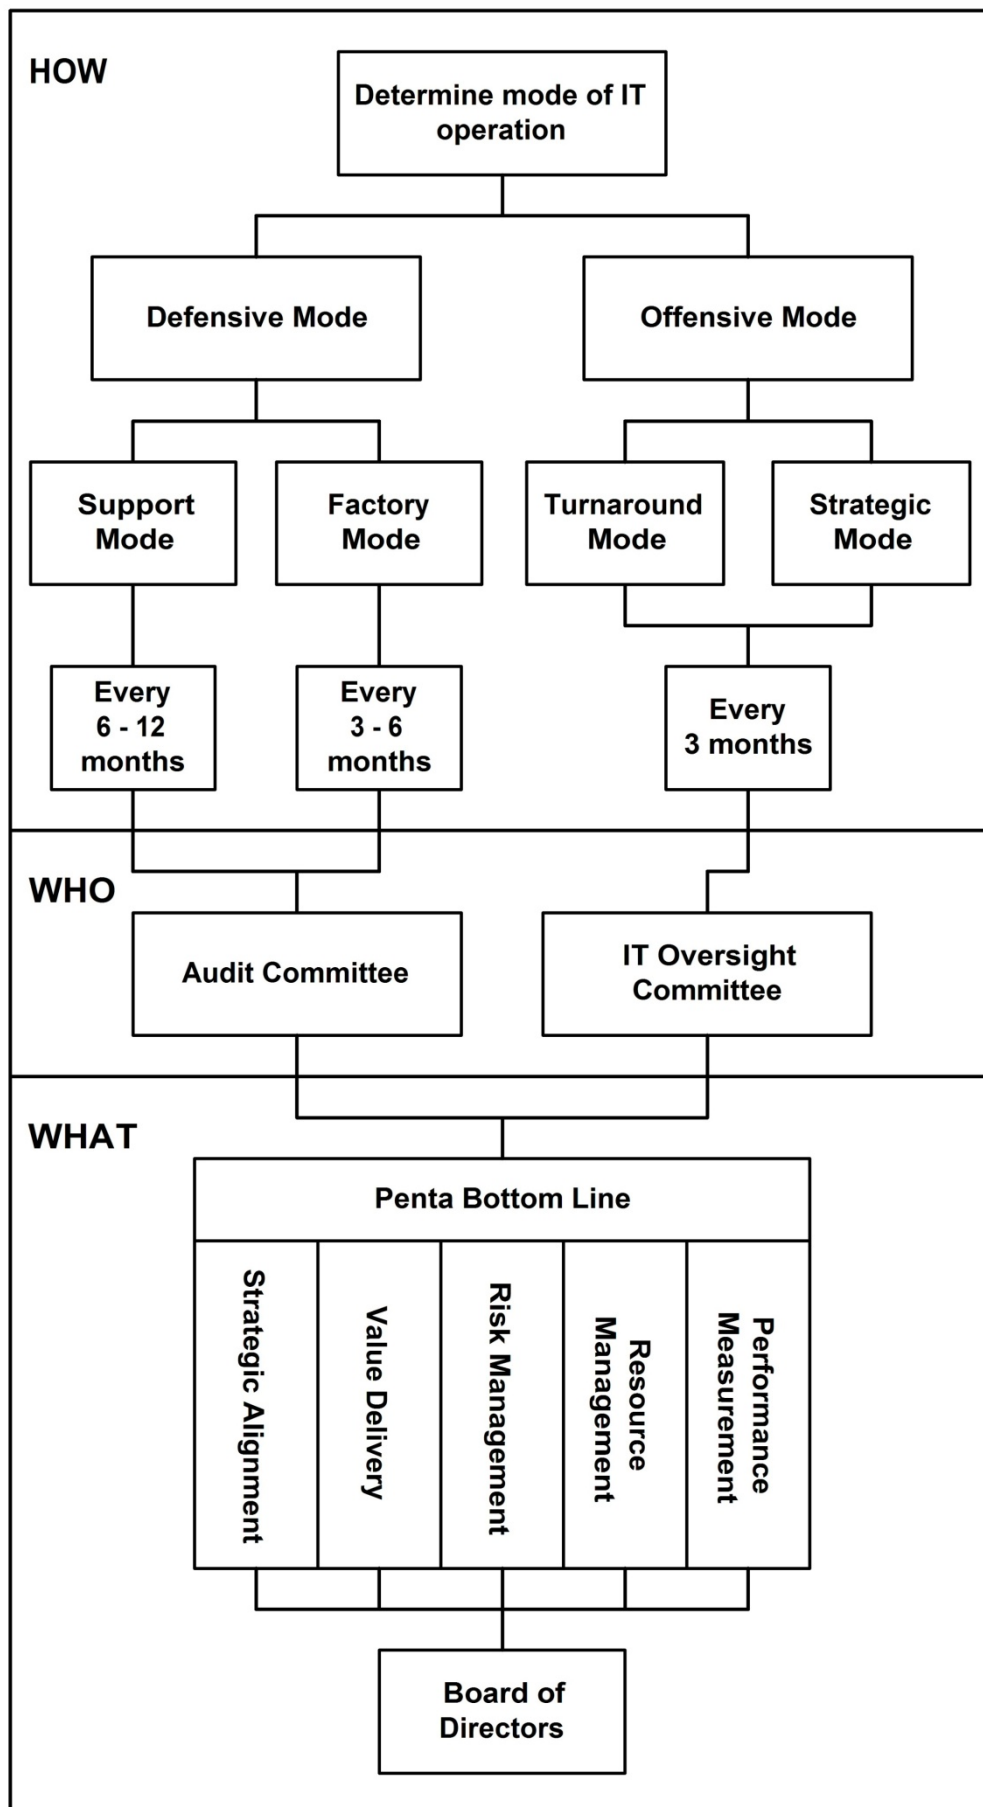 HOW
Determine mode of IT
operation
Defensive Mode
Offensive Mode
Support
Mode
Factory
Mode
Turnaround
Mode
Strategic
Mode
Every
6 - 12
months
Every
3 - 6
months
Every
3 months
WHO
Audit Committee
IT Oversight
Committee
WHAT
Penta Bottom Line
Strategic Alignment
Value Delivery
Risk Management
Resource
Management
Performance
Measurement
Board of
Directors